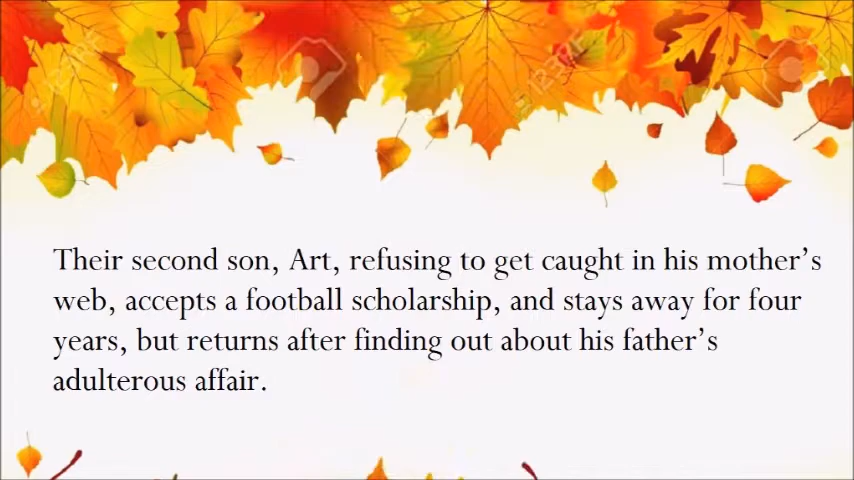 Their second son, Art, refusing to get caught in his mother’s
web, accepts a football scholarship, and stays away for four
years, but returns after finding out about his father’s
adulterous affair.